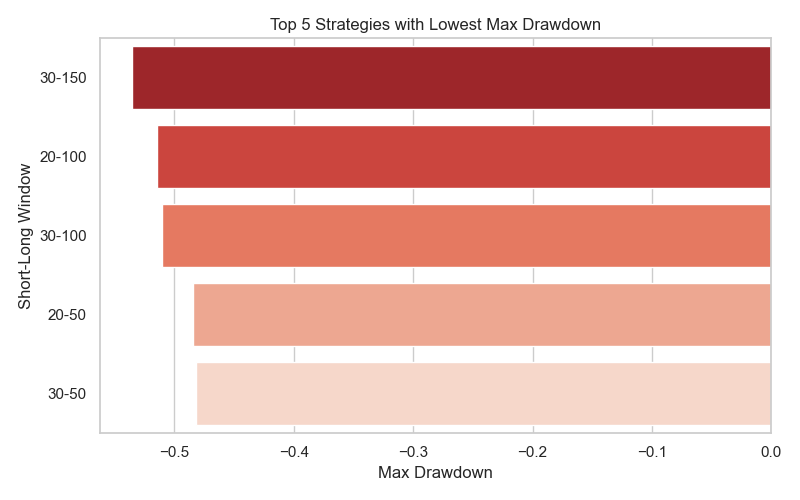 Top 5 Strategies with Lowest Max Drawdown
Short-Long Window
30-150
20-100
30-100
20-50
30-50
−0.5 −0.4 −0.3 −0.2 −0.1 0.0
Max Drawdown